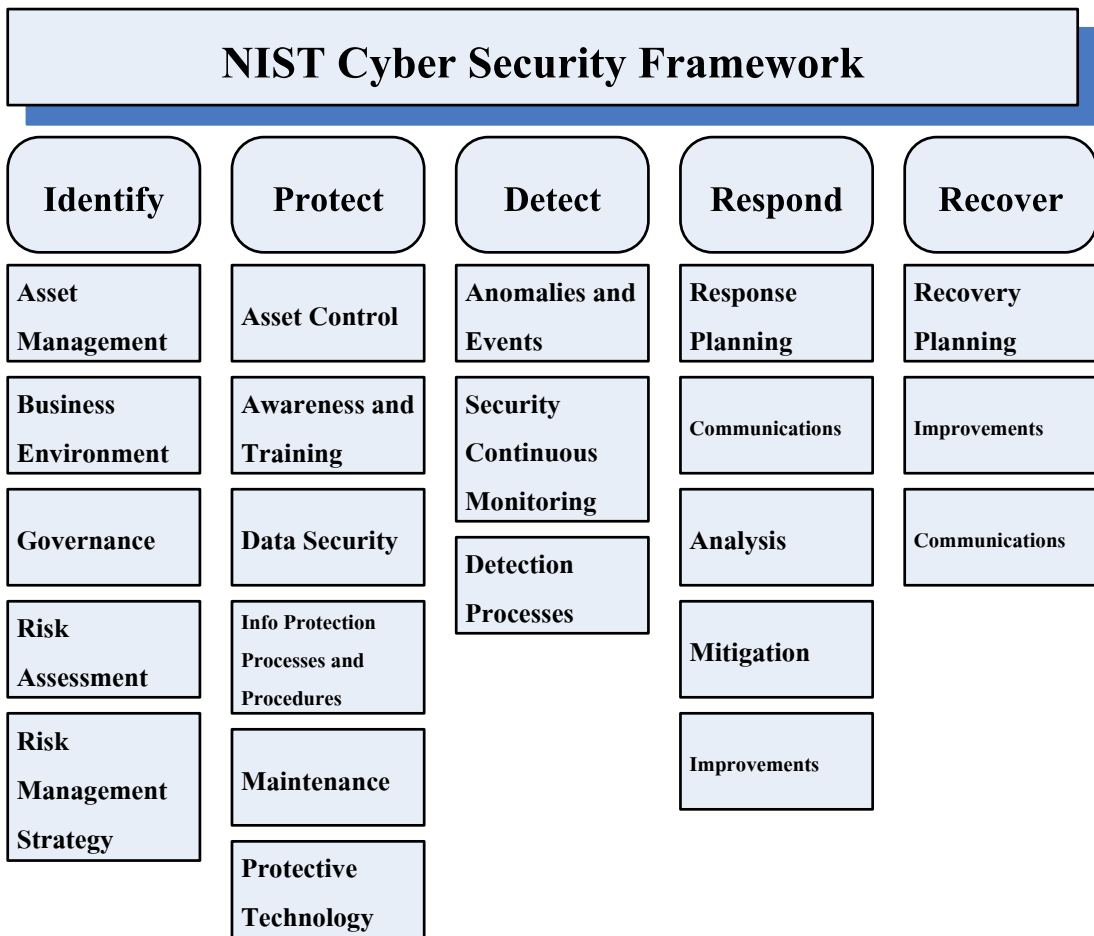 NIST Cyber Security Framework
Identify
Asset
Management
Business
Environment
Governance
Risk
Assessment
Risk
Management
Strategy
Protect
Asset Control
Awareness and
Training
Data Security
Info Protection
Processes and
Procedures
Maintenance
Protective
Technology
Detect
Anomalies and
Events
Security
Continuous
Monitoring
Detection
Processes
Respond
Response
Planning
Communications
Analysis
Mitigation
Improvements
Recover
Recovery
Planning
Improvements
Communications